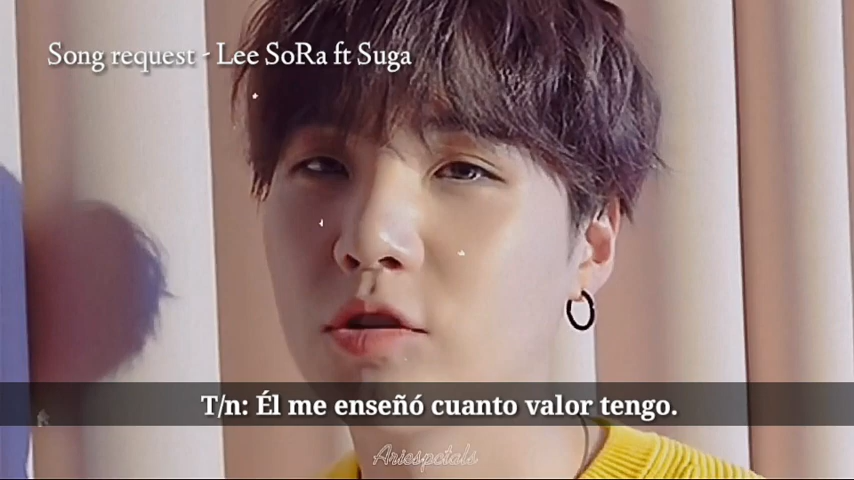 Song request - Lee SoRa ft Suga
T/n: Él me enseñó cuanto valor tengo.
Ariespetals